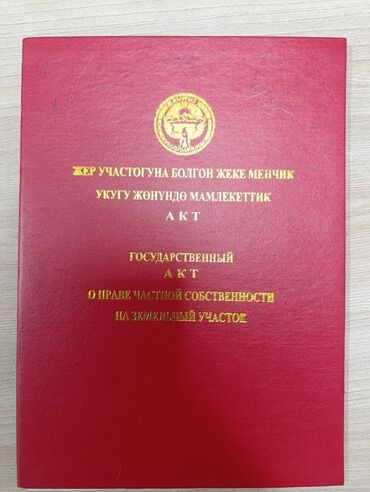 ЖЕР УЧАСТОГУНА БОЛГОН ЖЕКЕ МЕНЧИК
УКУГУ ЖӨНҮНДӨ МАМЛЕКЕТТИК
АКТ
ГОСУДАРСТВЕННЫЙ
АКТ
О ПРАВЕ ЧАСТНОЙ СОБСТВЕННОСТИ
НА ЗЕМЕЛЬНЫЙ УЧАСТОК